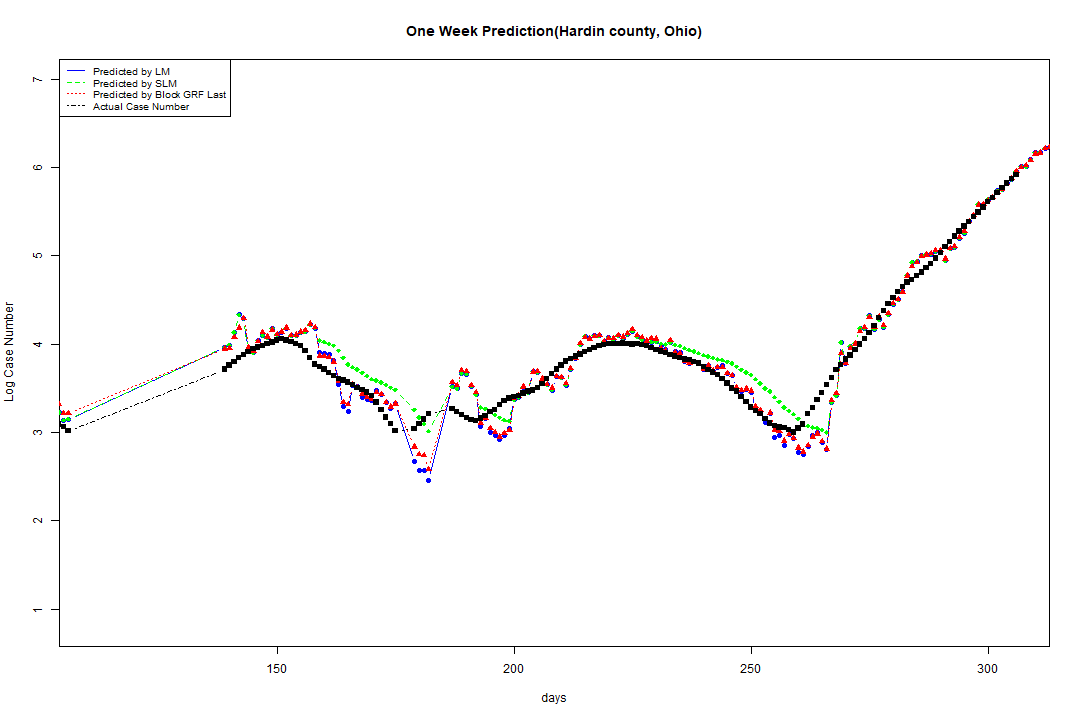 One Week Prediction(Hardin county, Ohio)
Predicted by LM
Predicted by SLM
Predicted by Block GRF Last
Actual Case Number
7
6
5
4
3
2
1
Log Case Number
150
200
250
300
days